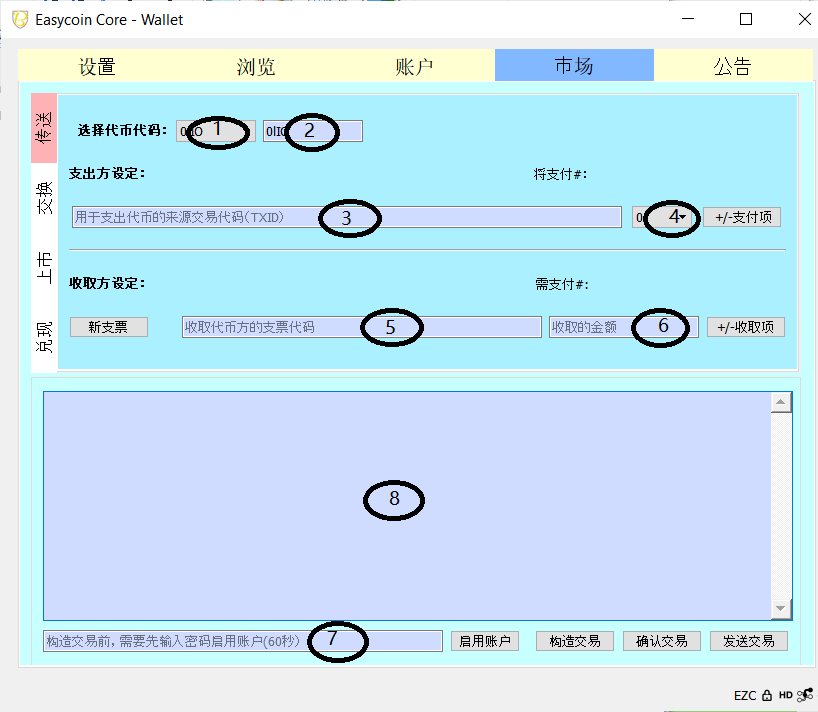 Easycoin Core - Wallet
设置 浏览 账户 市场 公告
传送
交换
上市
兑现
选择代币代码: 1 2
支出方设定: 将支付#:
用于支出代币的来源交易代码(TXID) 3 4 +/-支付项
收取方设定: 需支付#:
新支票 收取代币方的支票代码 5 收取的金额 6 +/-收取项
8
构造交易前,需要先输入密码启用账户(60秒) 7 启用账户 构造交易 确认交易 发送交易
EZC HD